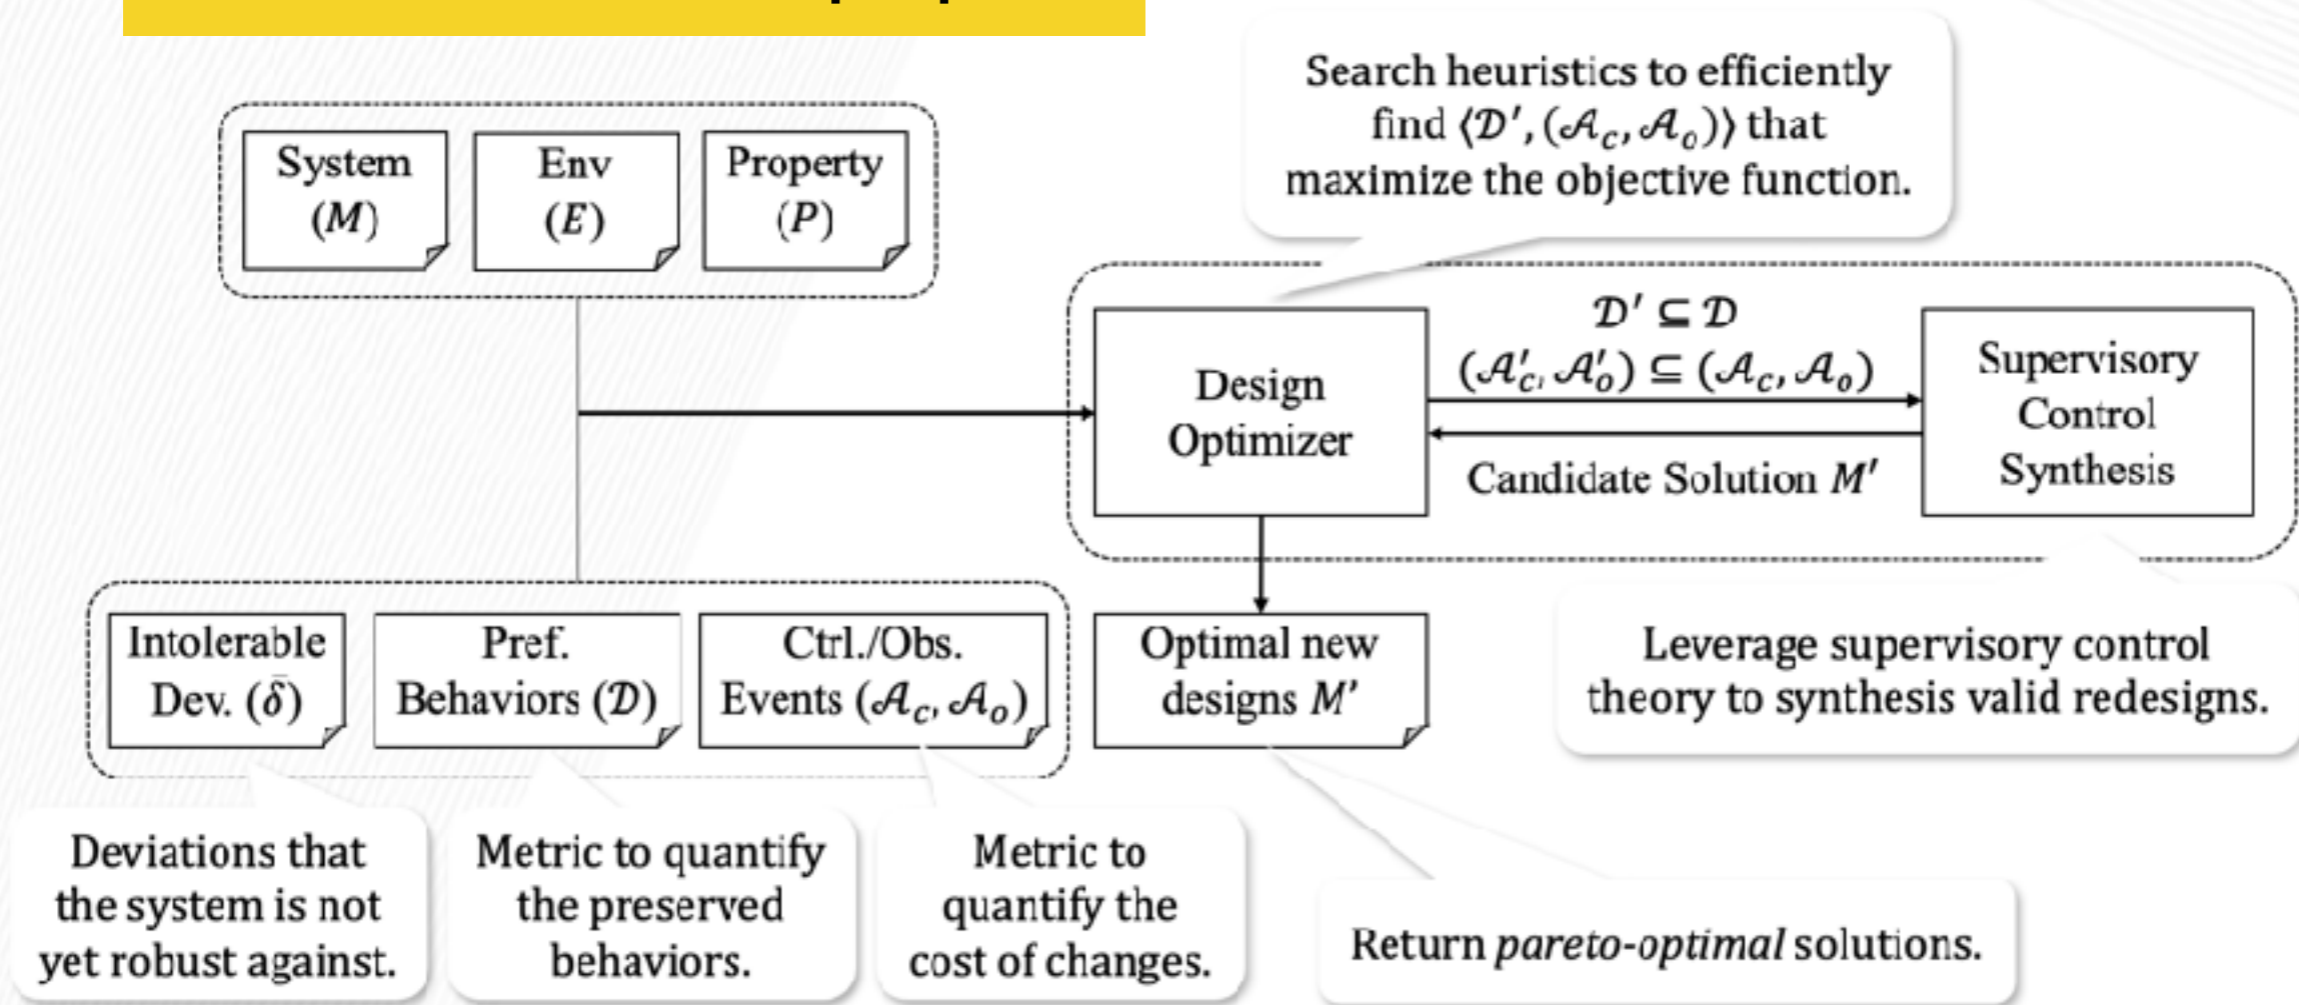 Search heuristics to efficiently
find ⟨𝒟′, (𝒜c, 𝒜o)⟩ that
maximize the objective function.
System
(M)
Env
(E)
Property
(P)
Design
Optimizer
𝒟′ ⊆ 𝒟
(𝒜′c, 𝒜′o) ⊆ (𝒜c, 𝒜o)
Candidate Solution M′
Supervisory
Control
Synthesis
Intolerable
Dev. (δ̄)
Pref.
Behaviors (𝒟)
Ctrl./Obs.
Events (𝒜c, 𝒜o)
Optimal new
designs M′
Leverage supervisory control
theory to synthesis valid redesigns.
Deviations that
the system is not
yet robust against.
Metric to quantify
the preserved
behaviors.
Metric to
quantify the
cost of changes.
Return pareto-optimal solutions.